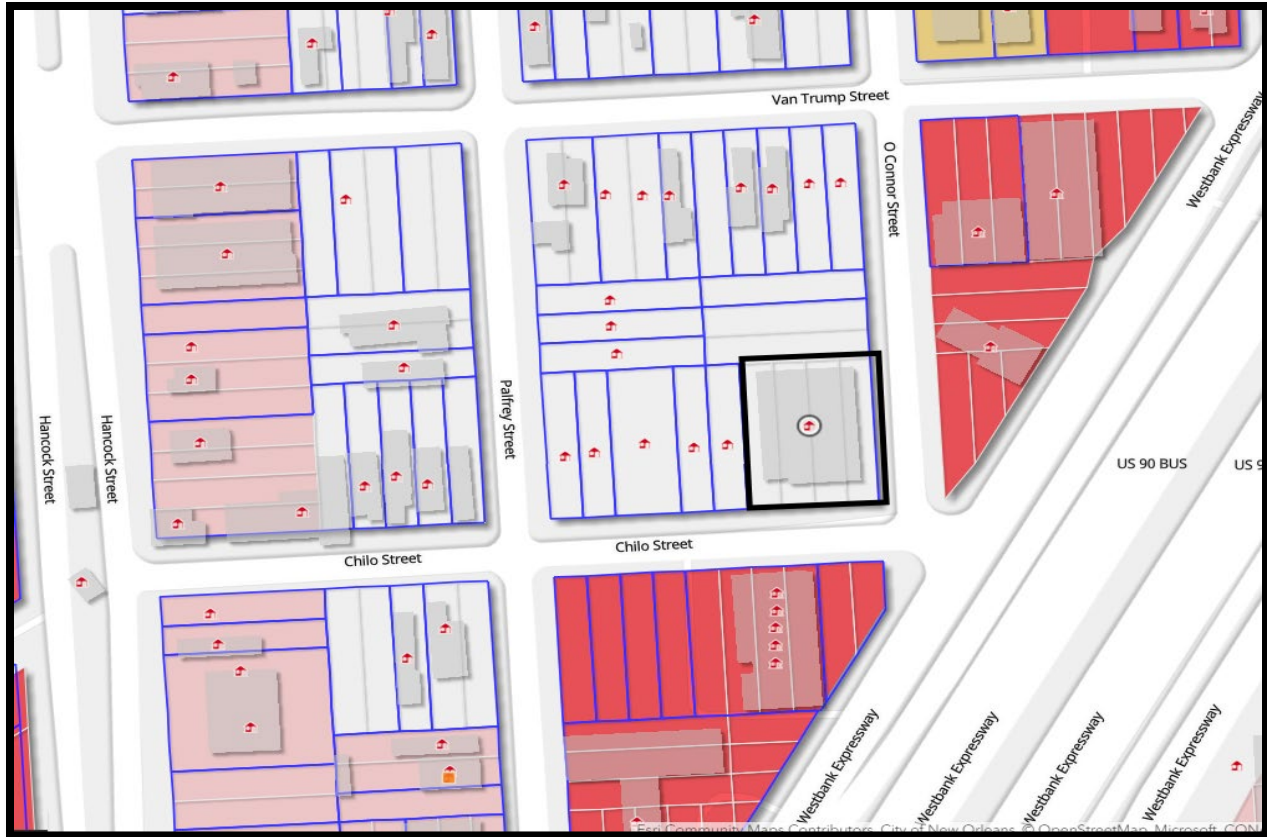 Van Trump Street
Westbank Expressway
O Connor Street
Palfrey Street
Hancock Street
Hancock Street
US 90 BUS
US 9
Chilo Street
Chilo Street
Westbank Expressway
Westbank Expressway
Westbank Expressway
Westbank Expressway
Esri Community Maps Contributors, City of New Orleans, © OpenStreetMap, Microsoft, CON